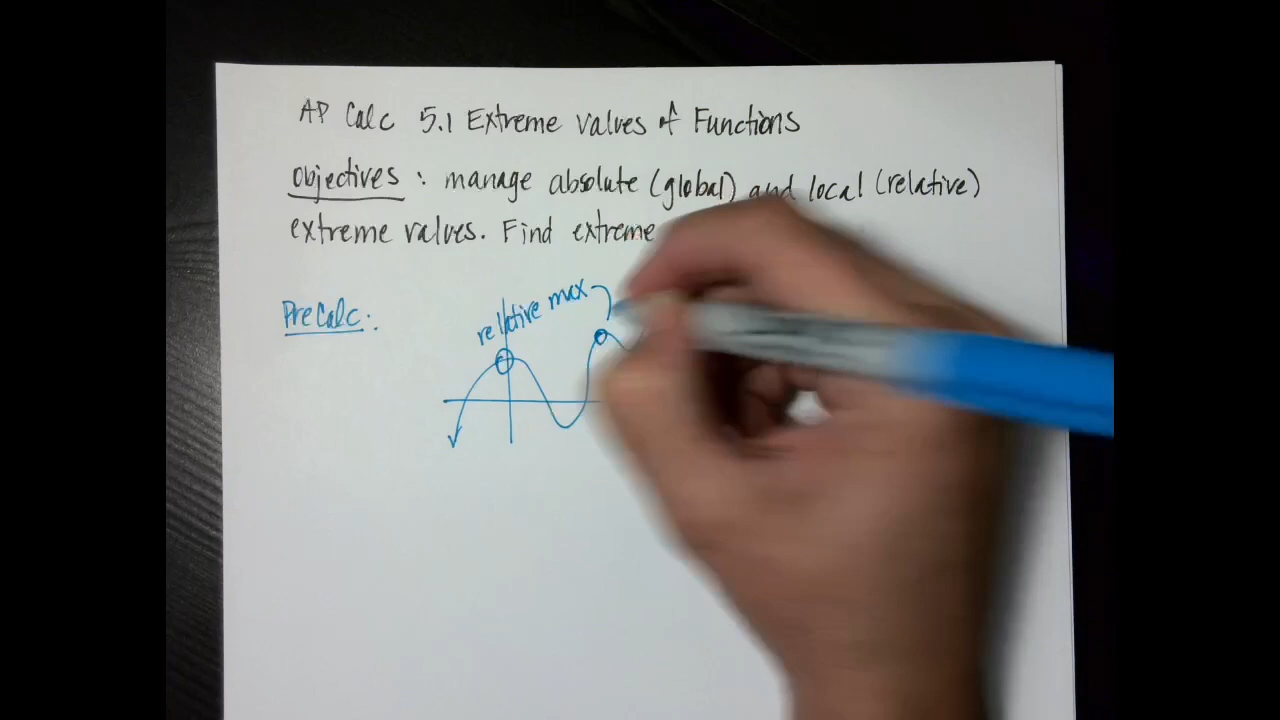 AP Calc 5.1 Extreme Values of Functions
objectives : manage absolute (global) and local (relative)
extreme values. Find extreme
PreCalc:
relative max